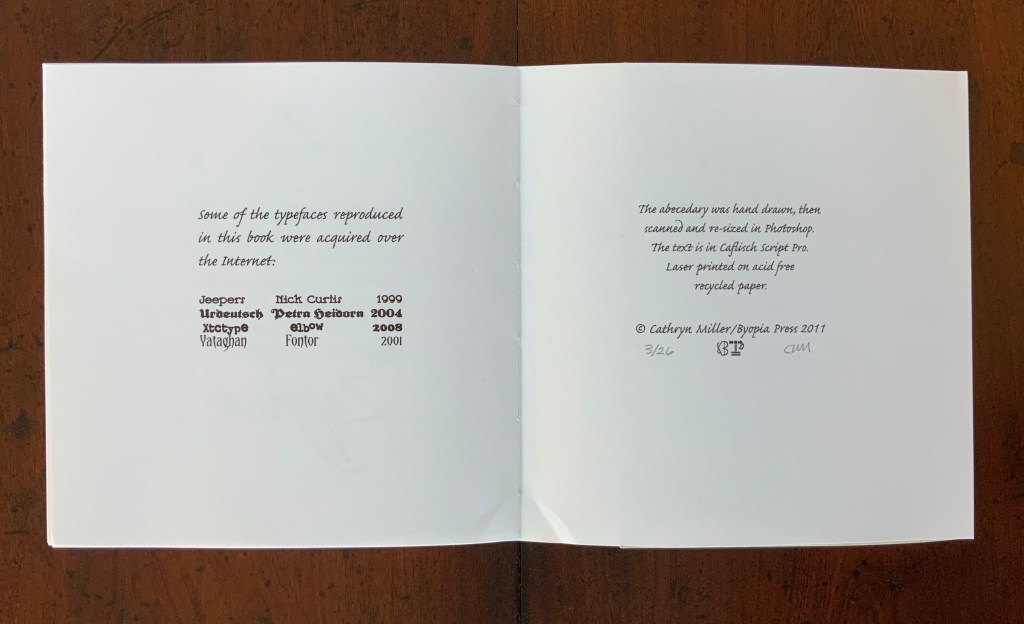 Some of the typefaces reproduced
in this book were acquired over
the Internet:
Jeepers Nick Curtis 1999
Urdeutsch Petra Heidorn 2004
Xtctype elbow 2008
Yataghan Fontor 2001
The abecedary was hand drawn, then
scanned and re-sized in Photoshop.
The text is in Caflisch Script Pro.
Laser printed on acid free
recycled paper.
© Cathryn Miller/Byopia Press 2011
3/26 BP